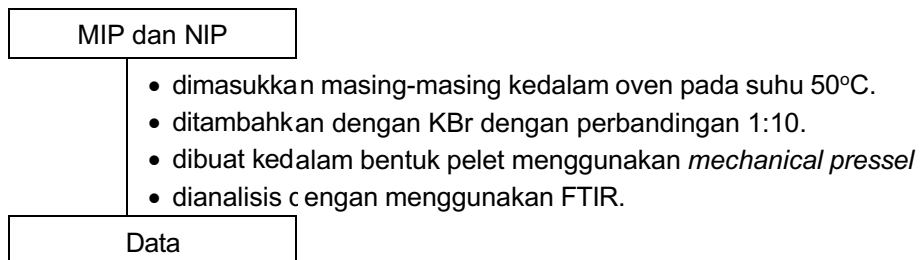 MIP dan NIP
• dimasukkan masing-masing kedalam oven pada suhu 50°C.
• ditambahkan dengan KBr dengan perbandingan 1:10.
• dibuat kedalam bentuk pelet menggunakan mechanical pressel
• dianalisis dengan menggunakan FTIR.
Data